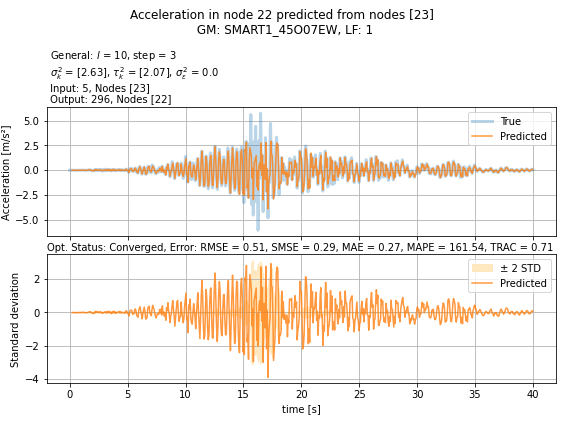 Acceleration in node 22 predicted from nodes [23]
GM: SMART1_45O07EW, LF: 1
General: l = 10, step = 3
σ²ₖ = [2.63], τ²ₖ = [2.07], σ²ε = 0.0
Input: 5, Nodes [23]
Output: 296, Nodes [22]
True
Predicted
5.0
2.5
0.0
−2.5
−5.0
Acceleration [m/s²]
Opt. Status: Converged, Error: RMSE = 0.51, SMSE = 0.29, MAE = 0.27, MAPE = 161.54, TRAC = 0.71
± 2 STD
Predicted
2
0
−2
−4
Standard deviation
0 5 10 15 20 25 30 35 40
time [s]